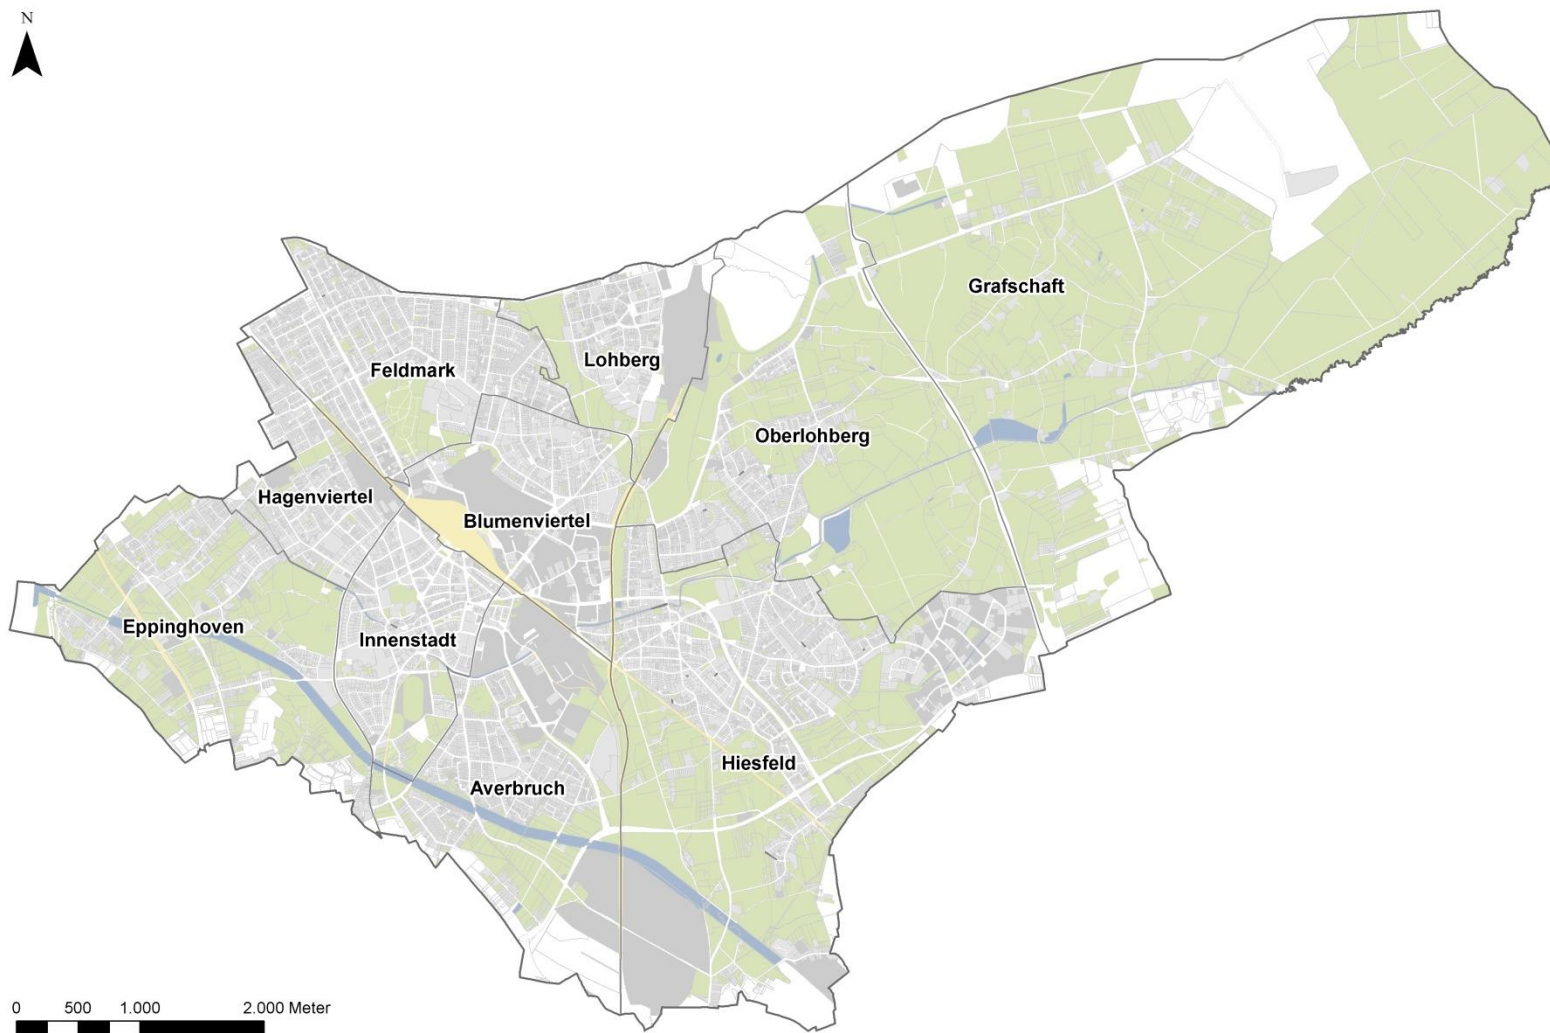 N
Grafschaft
Lohberg
Feldmark
Oberlohberg
Hagenviertel
Blumenviertel
Eppinghoven
Innenstadt
Hiesfeld
Averbruch
0 500 1.000 2.000 Meter